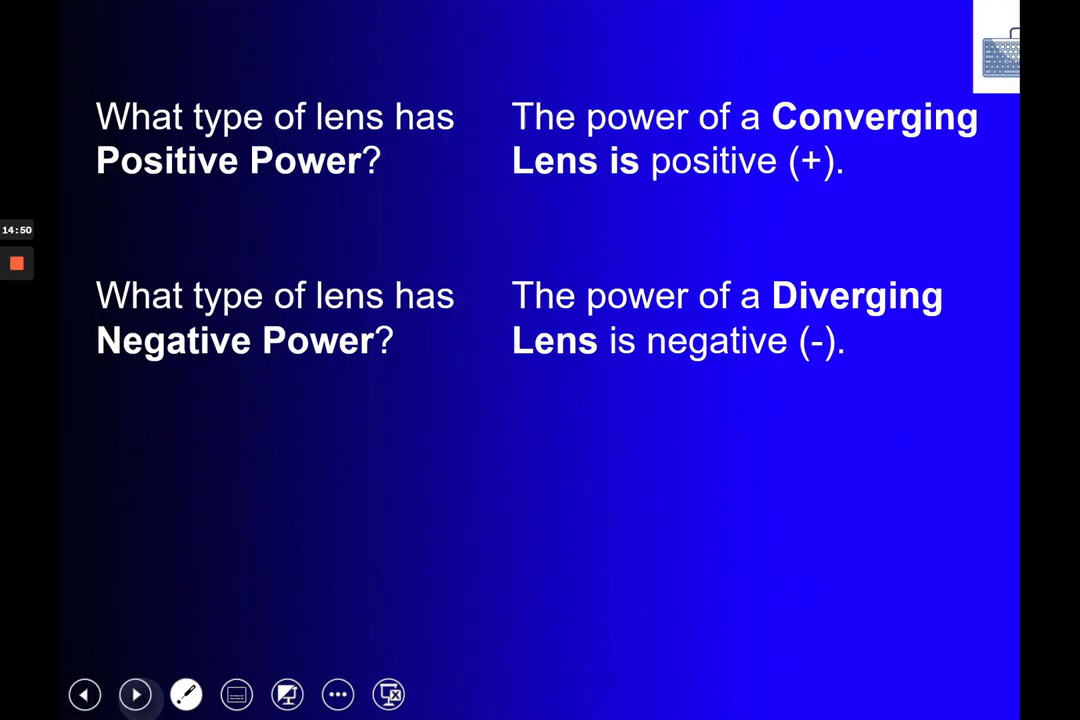 What type of lens has
Positive Power?
The power of a Converging
Lens is positive (+).
14:50
What type of lens has
Negative Power?
The power of a Diverging
Lens is negative (-).